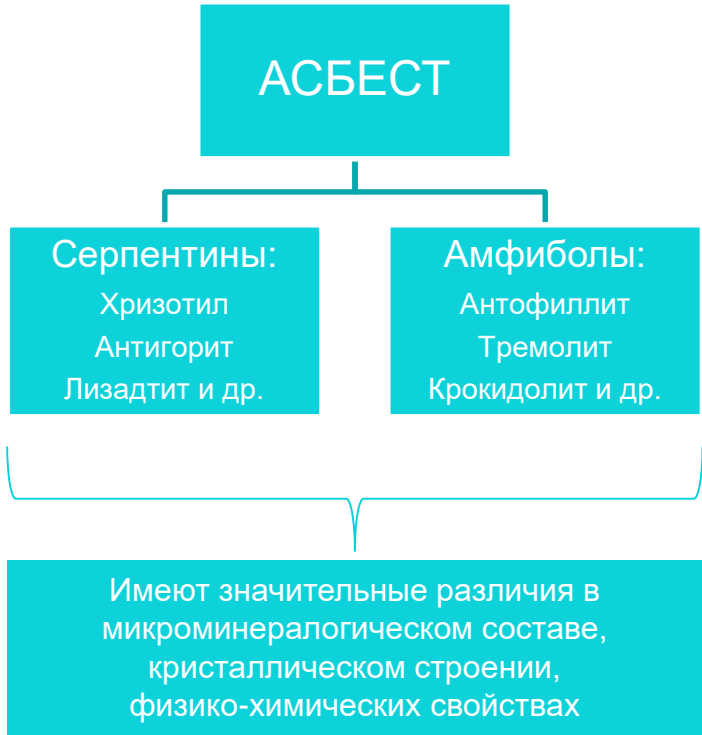 АСБЕСТ
Серпентины:
Хризотил
Антигорит
Лизадтит и др.
Амфиболы:
Антофиллит
Тремолит
Крокидолит и др.
Имеют значительные различия в
микроминералогическом составе,
кристаллическом строении,
физико-химических свойствах